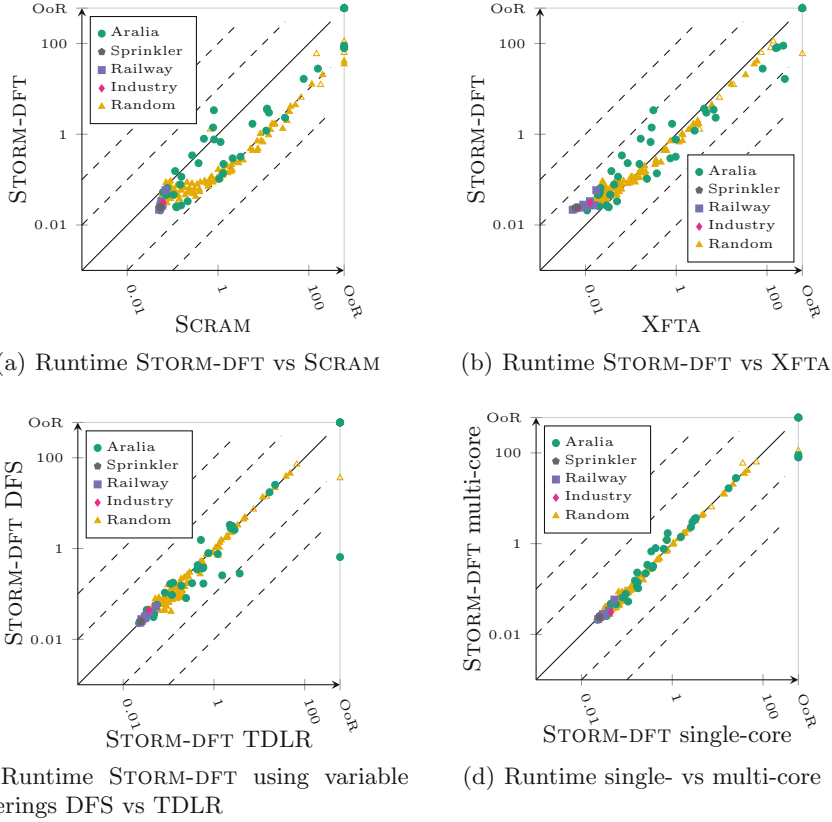 OoR
100
1
0.01
STORM-DFT
Aralia
Sprinkler
Railway
Industry
Random
0.01
1
100
OoR
SCRAM
a) Runtime STORM-DFT vs SCRAM
OoR
100
1
0.01
STORM-DFT
Aralia
Sprinkler
Railway
Industry
Random
0.01
1
100
OoR
XFTA
(b) Runtime STORM-DFT vs XFTA
OoR
100
1
0.01
STORM-DFT DFS
Aralia
Sprinkler
Railway
Industry
Random
0.01
1
100
OoR
STORM-DFT TDLR
Runtime STORM-DFT using variable
erings DFS vs TDLR
OoR
100
1
0.01
STORM-DFT multi-core
Aralia
Sprinkler
Railway
Industry
Random
0.01
1
100
OoR
STORM-DFT single-core
(d) Runtime single- vs multi-core